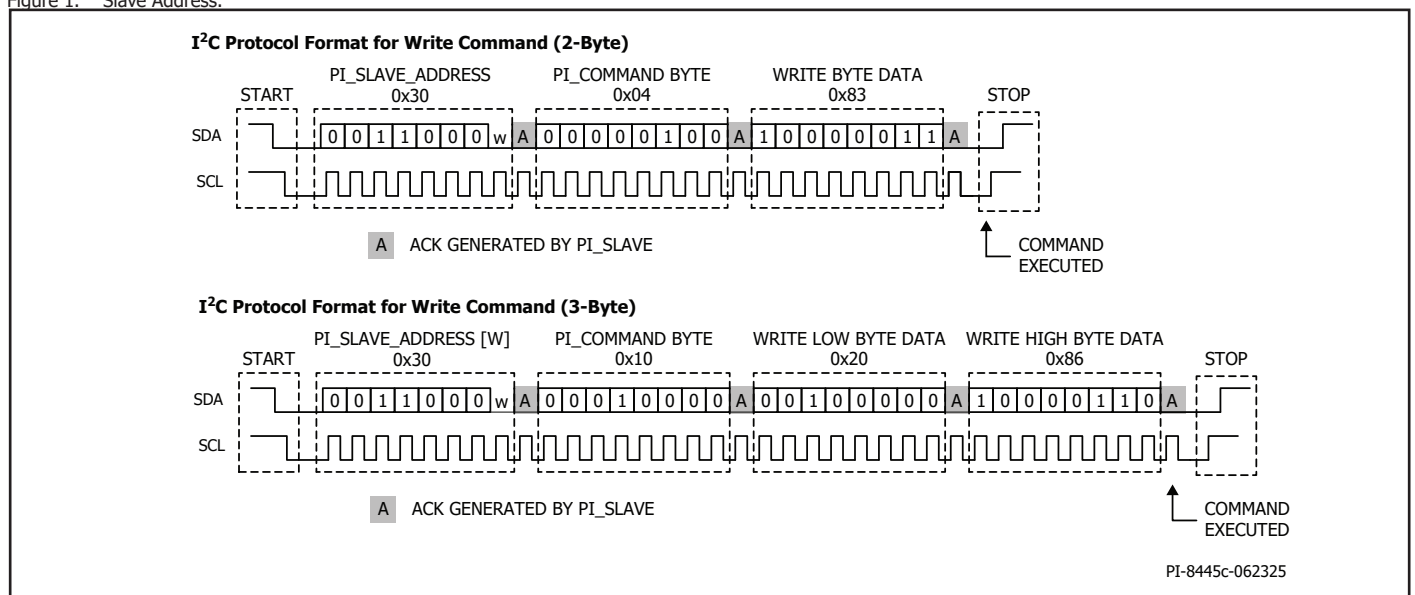 Figure 1. Slave Address.
I2C Protocol Format for Write Command (2-Byte)
PI_SLAVE_ADDRESS PI_COMMAND BYTE WRITE BYTE DATA
START 0x30 0x04 0x83 STOP
SDA 0 0 1 1 0 0 0 w A 0 0 0 0 0 1 0 0 A 1 0 0 0 0 0 1 1 A
SCL
A ACK GENERATED BY PI_SLAVE COMMAND
EXECUTED
I2C Protocol Format for Write Command (3-Byte)
PI_SLAVE_ADDRESS [W] PI_COMMAND BYTE WRITE LOW BYTE DATA WRITE HIGH BYTE DATA
START 0x30 0x10 0x20 0x86 STOP
SDA 0 0 1 1 0 0 0 w A 0 0 0 1 0 0 0 0 A 0 0 1 0 0 0 0 0 A 1 0 0 0 0 1 1 0 A
SCL
A ACK GENERATED BY PI_SLAVE COMMAND
EXECUTED
PI-8445c-062325